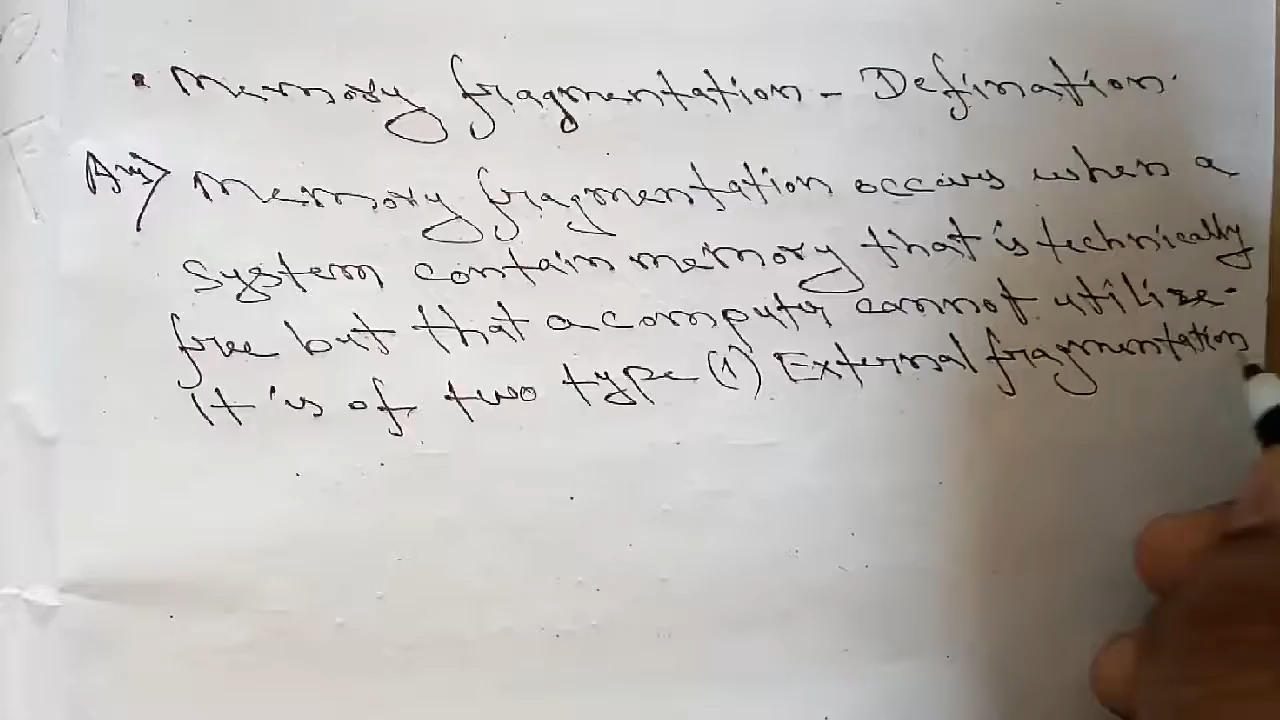 • Memory fragmentation - Defination.
Ans) Memory fragmentation occurs when a
system contain memory that is technically
free but that a computer cannot utilize.
It is of two type (1) External fragmentation